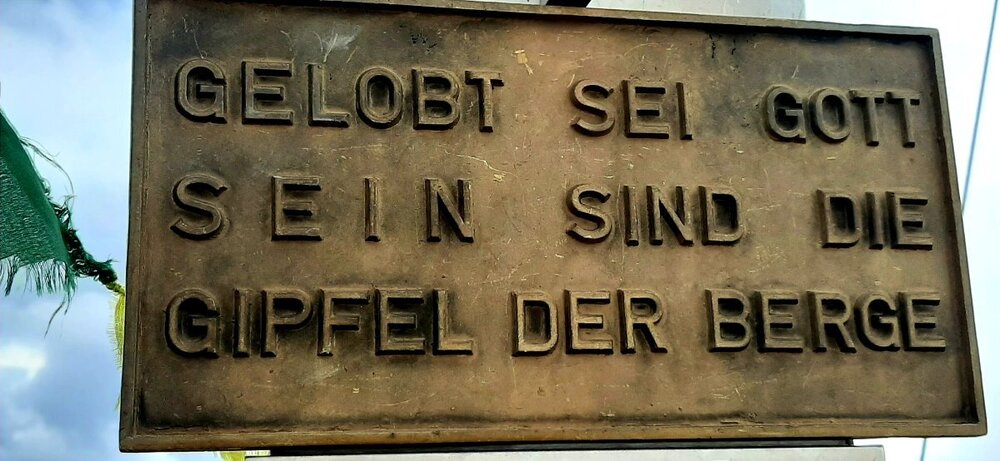 GELOBT SEI GOTT
SEIN SIND DIE
GIPFEL DER BERGE